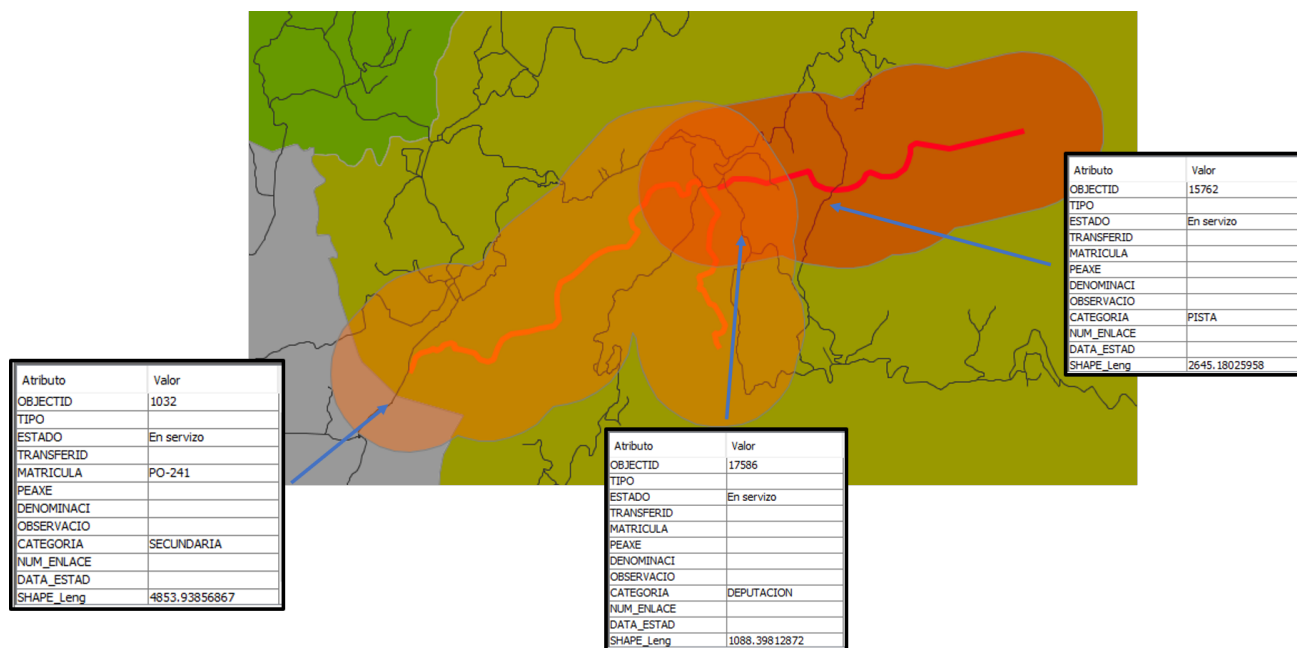 Atributo Valor
OBJECTID 15762
TIPO
ESTADO En servizo
TRANSFERID
MATRICULA
PEAXE
DENOMINACI
OBSERVACIO
CATEGORIA PISTA
NUM_ENLACE
DATA_ESTAD
SHAPE_Leng 2645.18025958
Atributo Valor
OBJECTID 1032
TIPO
ESTADO En servizo
TRANSFERID
MATRICULA PO-241
PEAXE
DENOMINACI
OBSERVACIO
CATEGORIA SECUNDARIA
NUM_ENLACE
DATA_ESTAD
SHAPE_Leng 4853.93856867
Atributo Valor
OBJECTID 17586
TIPO
ESTADO En servizo
TRANSFERID
MATRICULA
PEAXE
DENOMINACI
OBSERVACIO
CATEGORIA DEPUTACION
NUM_ENLACE
DATA_ESTAD
SHAPE_Leng 1088.39812872